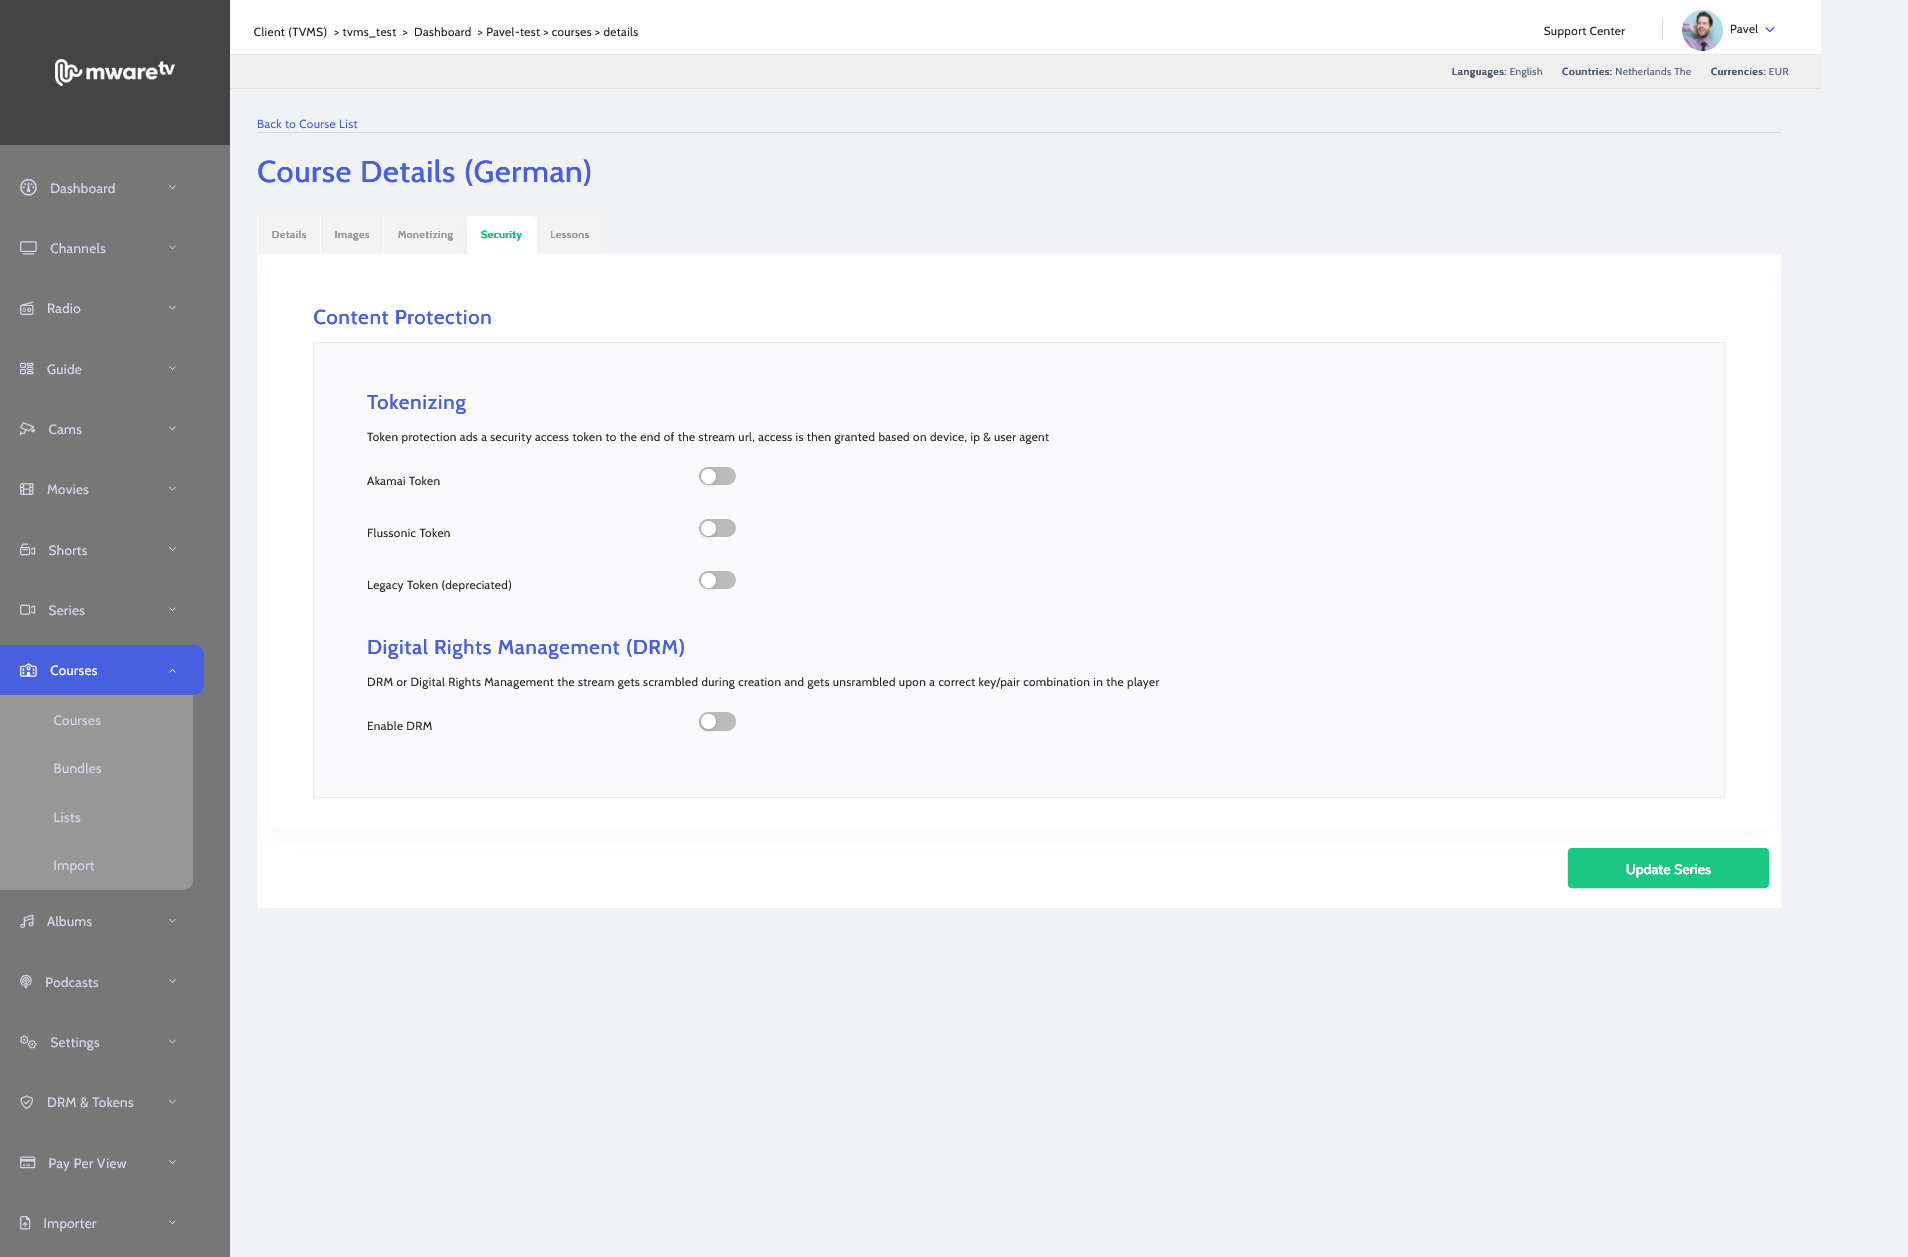 mwaretv
Client (TVMS) > tvms_test > Dashboard > Pavel-test > courses > details
Support Center
Pavel
Languages: English Countries: Netherlands The Currencies: EUR
Dashboard
Channels
Radio
Guide
Cams
Movies
Shorts
Series
Courses
Courses
Bundles
Lists
Import
Albums
Podcasts
Settings
DRM & Tokens
Pay Per View
Importer
Back to Course List
Course Details (German)
Details Images Monetizing Security Lessons
Content Protection
Tokenizing
Token protection ads a security access token to the end of the stream url, access is then granted based on device, ip & user agent
Akamai Token
Flussonic Token
Legacy Token (depreciated)
Digital Rights Management (DRM)
DRM or Digital Rights Management the stream gets scrambled during creation and gets unsrambled upon a correct key/pair combination in the player
Enable DRM
Update Series